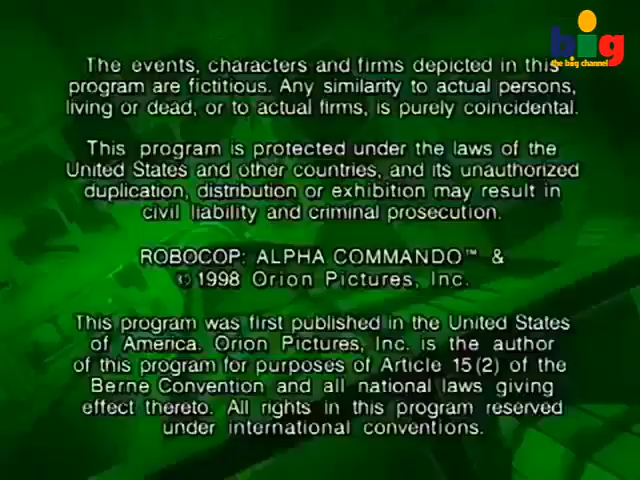 big
the big channel
The events, characters and firms depicted in this
program are fictitious. Any similarity to actual persons,
living or dead, or to actual firms, is purely coincidental.
This program is protected under the laws of the
United States and other countries, and its unauthorized
duplication, distribution or exhibition may result in
civil liability and criminal prosecution.
ROBOCOP: ALPHA COMMANDO™ &
© 1998 Orion Pictures, Inc.
This program was first published in the United States
of America. Orion Pictures, Inc. is the author
of this program for purposes of Article 15(2) of the
Berne Convention and all national laws giving
effect thereto. All rights in this program reserved
under international conventions.